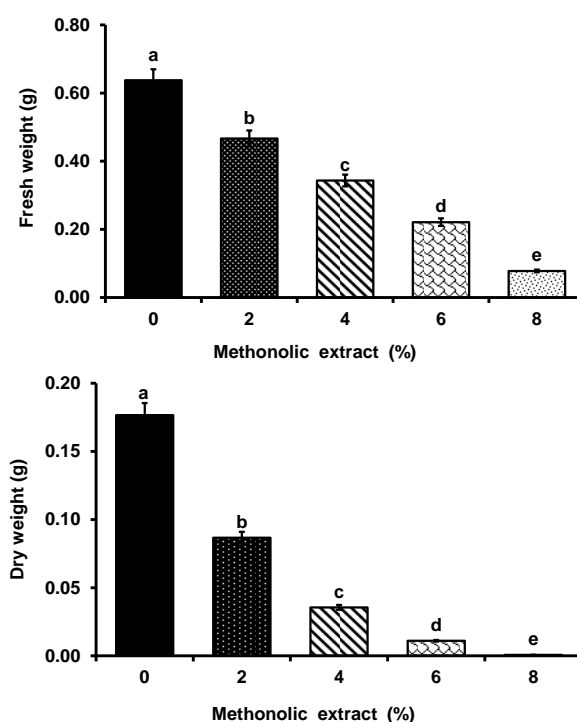 0.80
0.60
0.40
0.20
0.00
Fresh weight (g)
a
b
c
d
e
0 2 4 6 8
Methonolic extract (%)
0.20
0.15
0.10
0.05
0.00
Dry weight (g)
a
b
c
d
e
0 2 4 6 8
Methonolic extract (%)